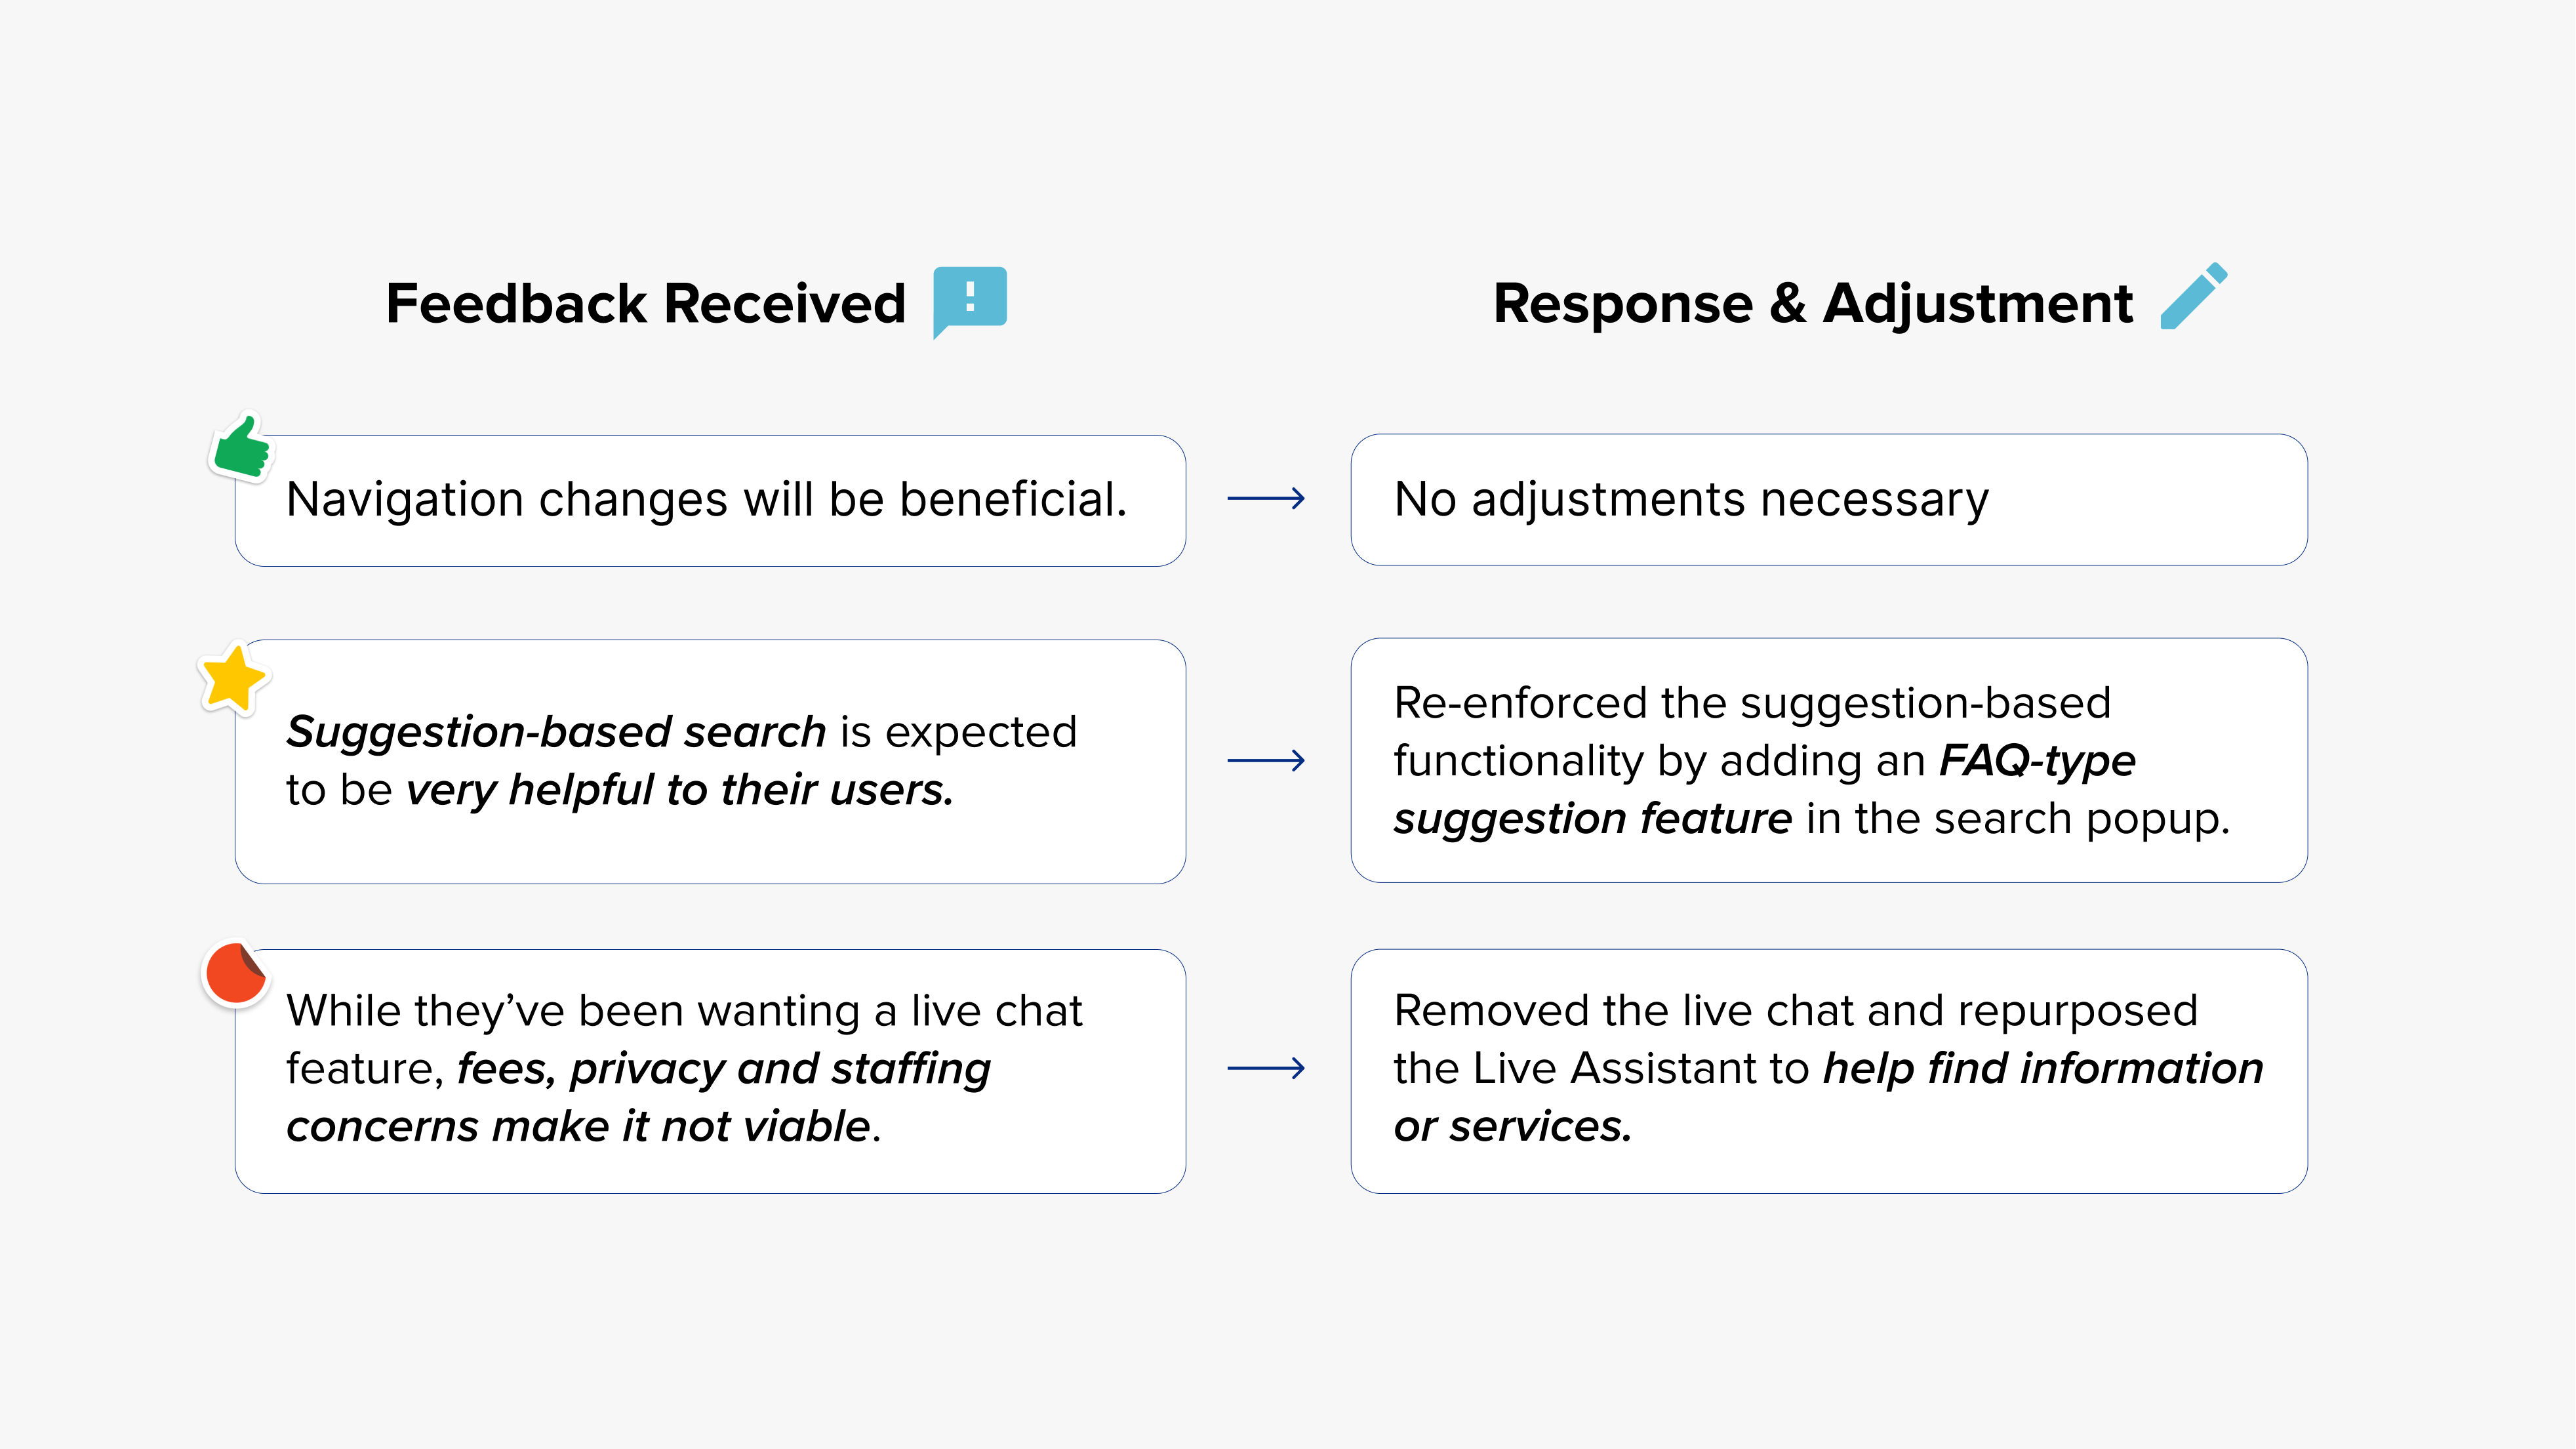 Feedback Received
Response & Adjustment
Navigation changes will be beneficial.
No adjustments necessary
Suggestion-based search is expected
to be very helpful to their users.
Re-enforced the suggestion-based
functionality by adding an FAQ-type
suggestion feature in the search popup.
While they’ve been wanting a live chat
feature, fees, privacy and staffing
concerns make it not viable.
Removed the live chat and repurposed
the Live Assistant to help find information
or services.